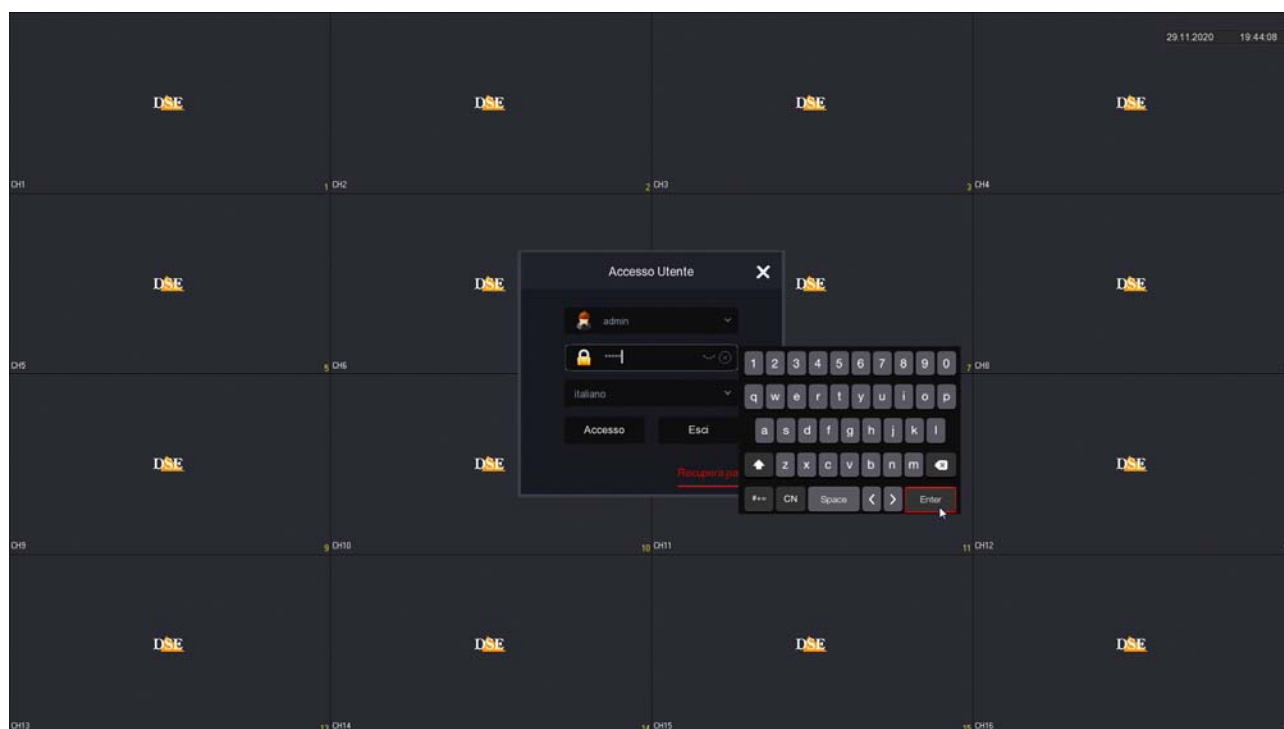 29.11.2020 19:44:08
DSE DSE DSE DSE
CH1 1 CH2 2 CH3 3 CH4
Accesso Utente
DSE DSE DSE DSE
admin
•••••
CH5 5 CH6 7 CH8
1 2 3 4 5 6 7 8 9 0
italiano
q w e r t y u i o p
Accesso Esci
a s d f g h j k l
DSE DSE DSE
Recupera
z x c v b n m
#+= CN Space < > Enter
CH9 9 CH10 10 CH11 11 CH12
DSE DSE DSE DSE
CH13 13 CH14 14 CH15 15 CH16